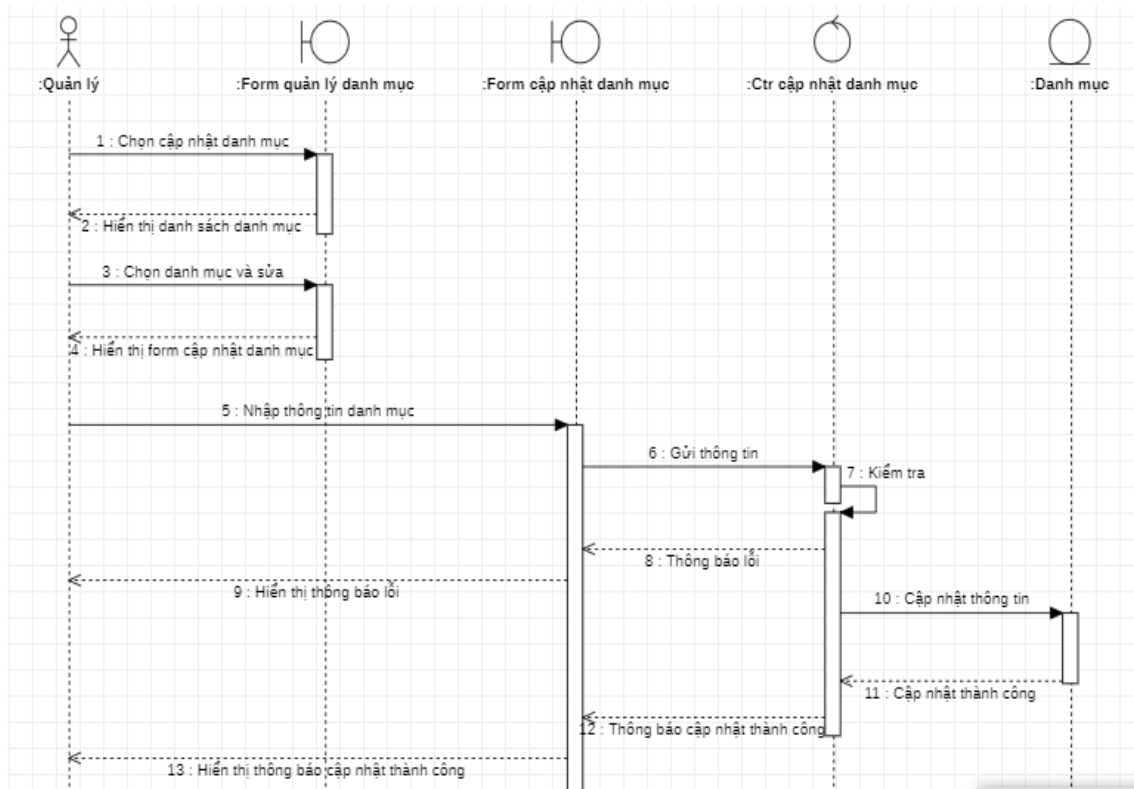 :Quản lý
:Form quản lý danh mục
:Form cập nhật danh mục
:Ctr cập nhật danh mục
:Danh mục
1 : Chọn cập nhật danh mục
2 : Hiển thị danh sách danh mục
3 : Chọn danh mục và sửa
4 : Hiển thị form cập nhật danh mục
5 : Nhập thông tin danh mục
6 : Gửi thông tin
7 : Kiểm tra
8 : Thông báo lỗi
9 : Hiển thị thông báo lỗi
10 : Cập nhật thông tin
11 : Cập nhật thành công
12 : Thông báo cập nhật thành công
13 : Hiển thị thông báo cập nhật thành công